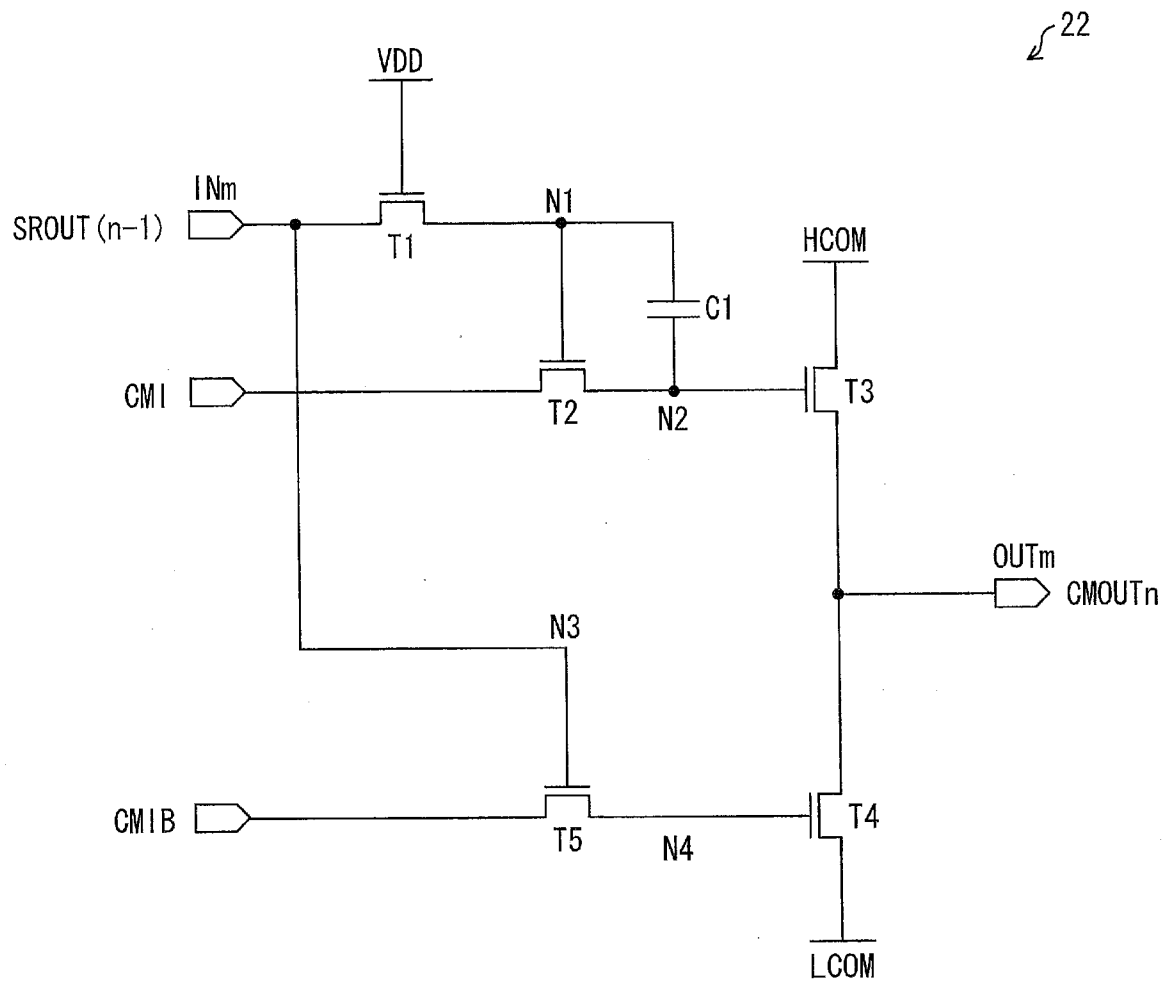 22
VDD
INm
SROUT(n-1)
T1
N1
HCOM
C1
CMI
T2
N2
T3
OUTm
CMOUTn
N3
CMIB
T5
N4
T4
LCOM